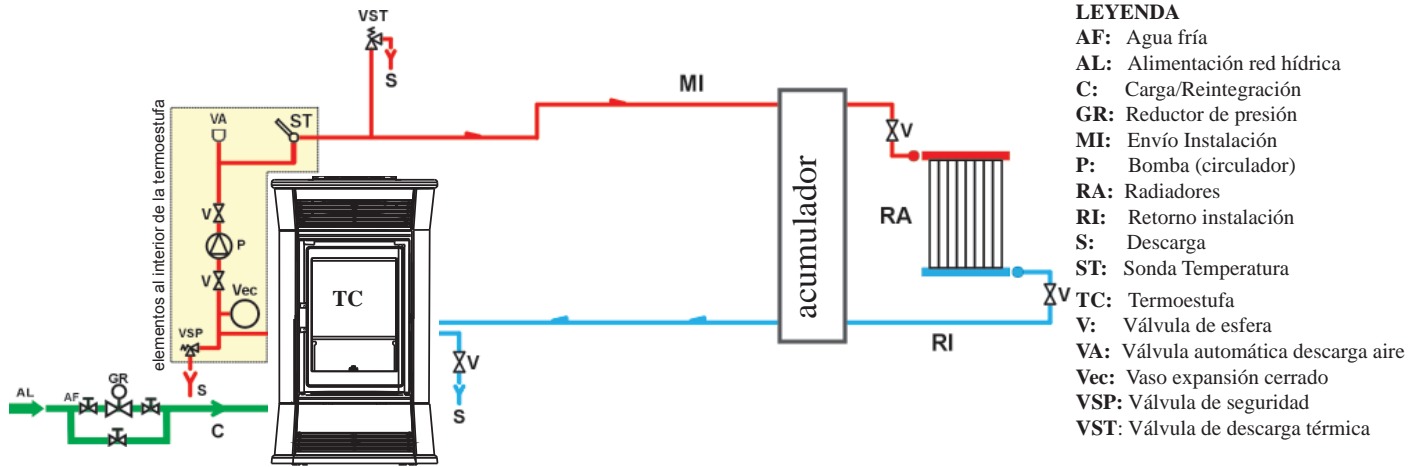 VST
S
MI
VA
ST
elementos al interior de la termoestufa
V
P
V
Vec
VSP
S
AL
AF
GR
C
TC
V
S
acumulador
V
RA
V
RI
LEYENDA
AF: Agua fría
AL: Alimentación red hídrica
C: Carga/Reintegración
GR: Reductor de presión
MI: Envío Instalación
P: Bomba (circulador)
RA: Radiadores
RI: Retorno instalación
S: Descarga
ST: Sonda Temperatura
TC: Termoestufa
V: Válvula de esfera
VA: Válvula automática descarga aire
Vec: Vaso expansión cerrado
VSP: Válvula de seguridad
VST: Válvula de descarga térmica